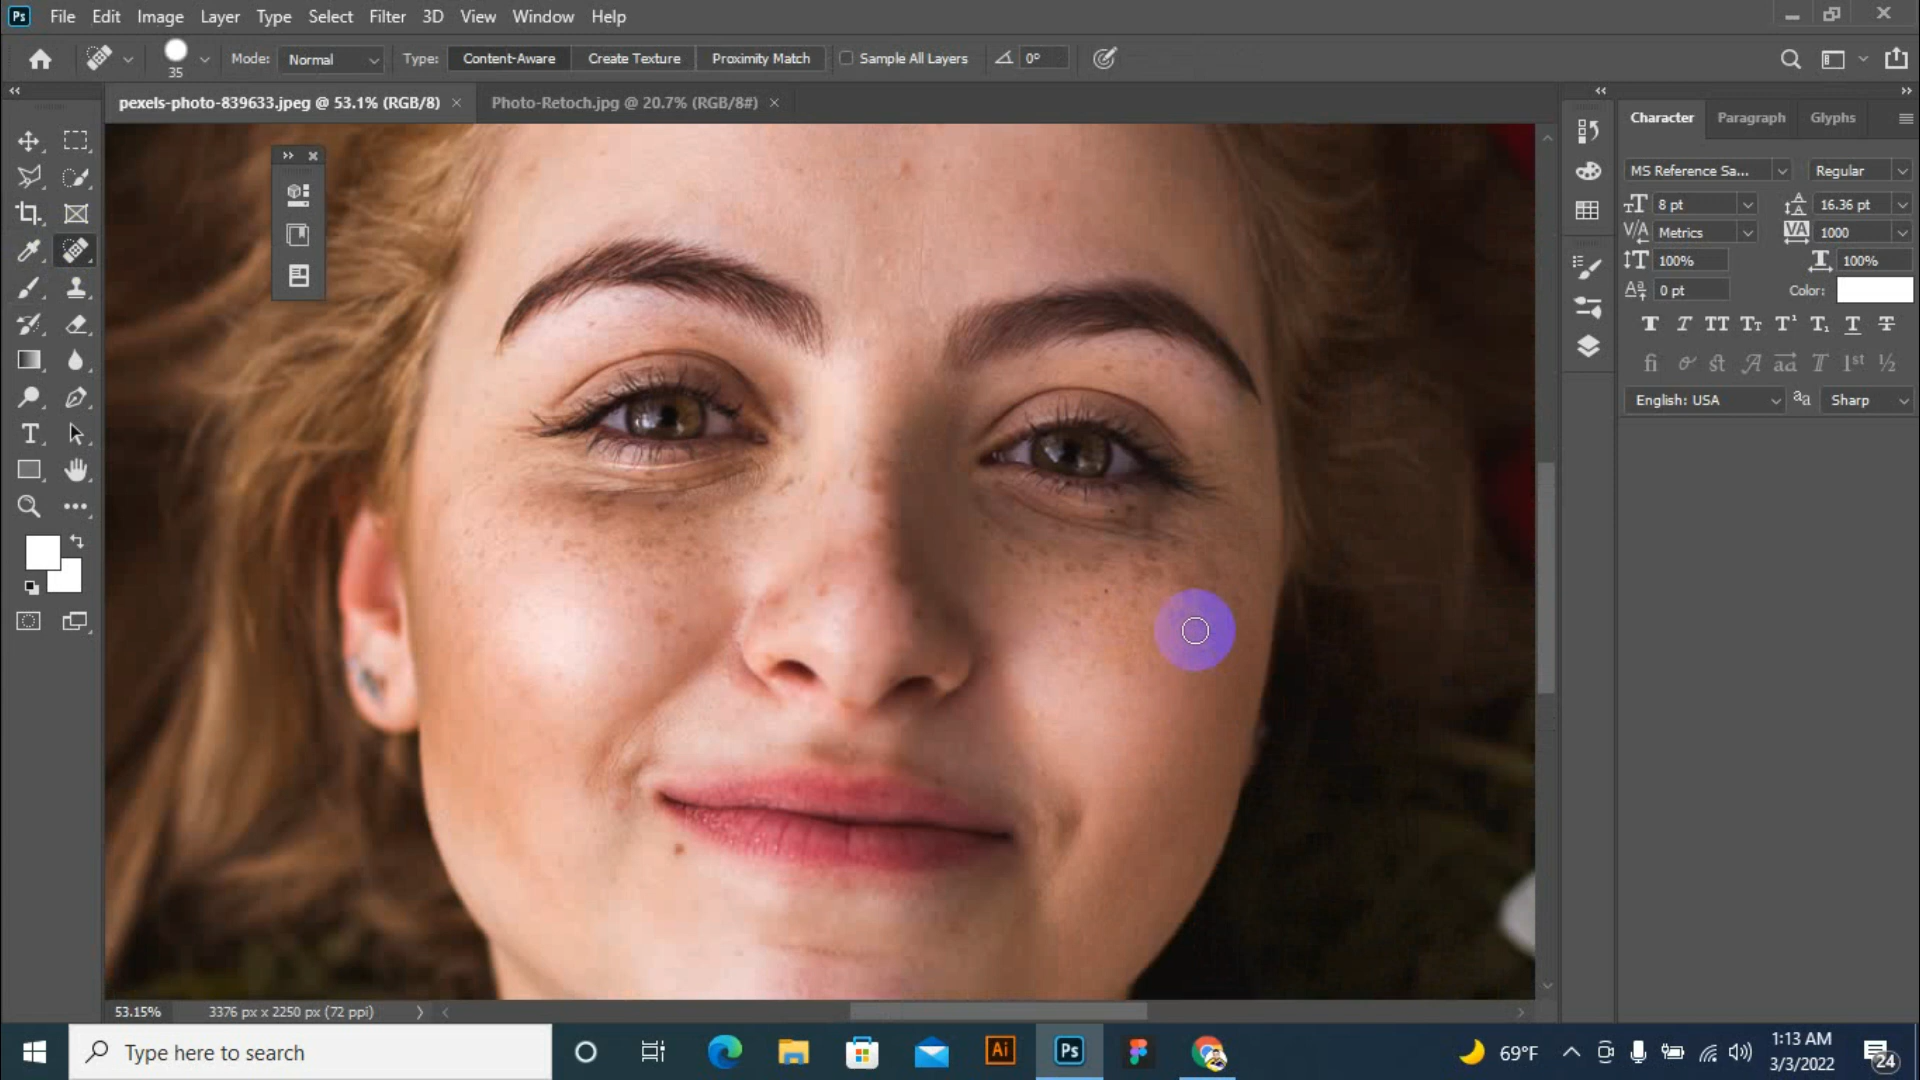 Ps File Edit Image Layer Type Select Filter 3D View Window Help
35 Mode: Normal Type: Content-Aware Create Texture Proximity Match Sample All Layers 0°
pexels-photo-839633.jpeg @ 53.1% (RGB/8) × Photo-Retoch.jpg @ 20.7% (RGB/8#) ×
Character Paragraph Glyphs
MS Reference Sa... Regular
8 pt 16.36 pt
Metrics 1000
100% 100%
0 pt Color:
English: USA Sharp
53.15% 3376 px x 2250 px (72 ppi)
Type here to search
Ai Ps
69°F
1:13 AM
3/3/2022
24